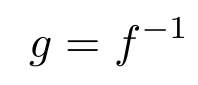 g = f⁻¹